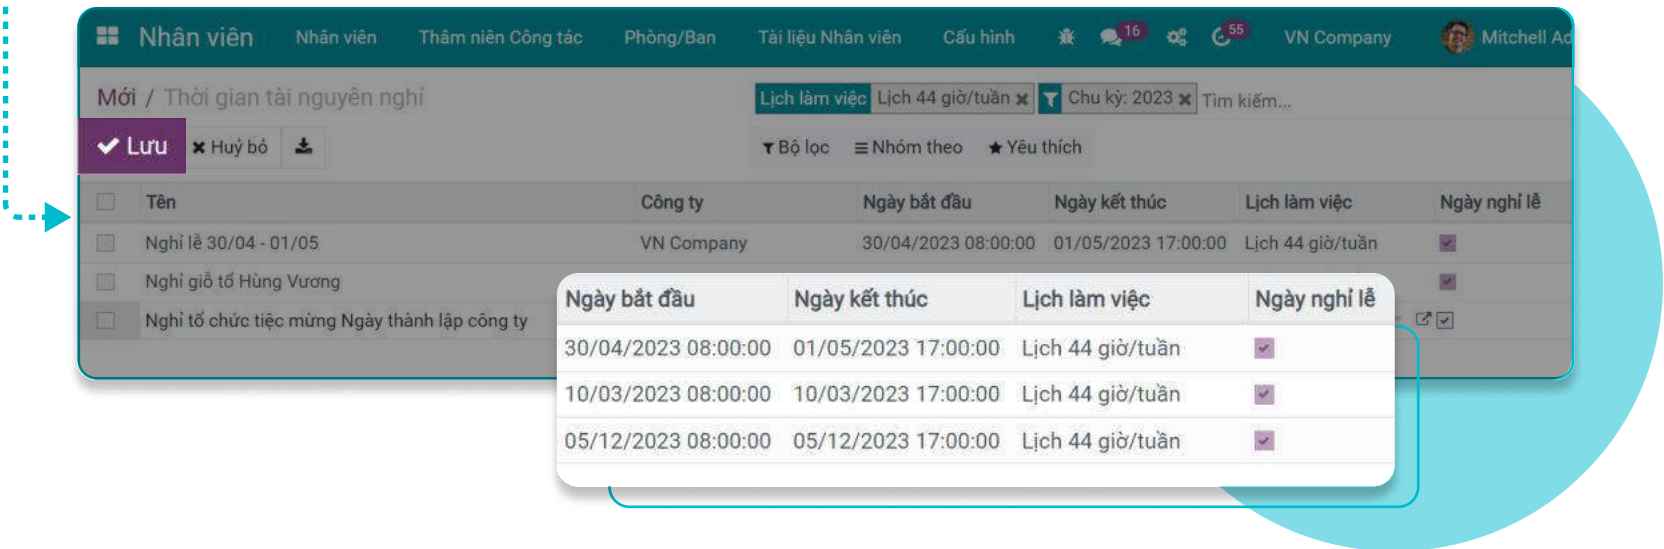 Nhân viên Nhân viên Thâm niên Công tác Phòng/Ban Tài liệu Nhân viên Cấu hình 16 55 VN Company Mitchell Ad
Mới / Thời gian tài nguyên nghỉ
Lịch làm việc Lịch 44 giờ/tuần Chu kỳ: 2023 Tìm kiếm...
Lưu Huỷ bỏ
Bộ lọc Nhóm theo Yêu thích
Tên Công ty Ngày bắt đầu Ngày kết thúc Lịch làm việc Ngày nghỉ lễ
Nghỉ lễ 30/04 - 01/05 VN Company 30/04/2023 08:00:00 01/05/2023 17:00:00 Lịch 44 giờ/tuần
Nghỉ giỗ tổ Hùng Vương
Nghỉ tổ chức tiệc mừng Ngày thành lập công ty
Ngày bắt đầu Ngày kết thúc Lịch làm việc Ngày nghỉ lễ
30/04/2023 08:00:00 01/05/2023 17:00:00 Lịch 44 giờ/tuần
10/03/2023 08:00:00 10/03/2023 17:00:00 Lịch 44 giờ/tuần
05/12/2023 08:00:00 05/12/2023 17:00:00 Lịch 44 giờ/tuần